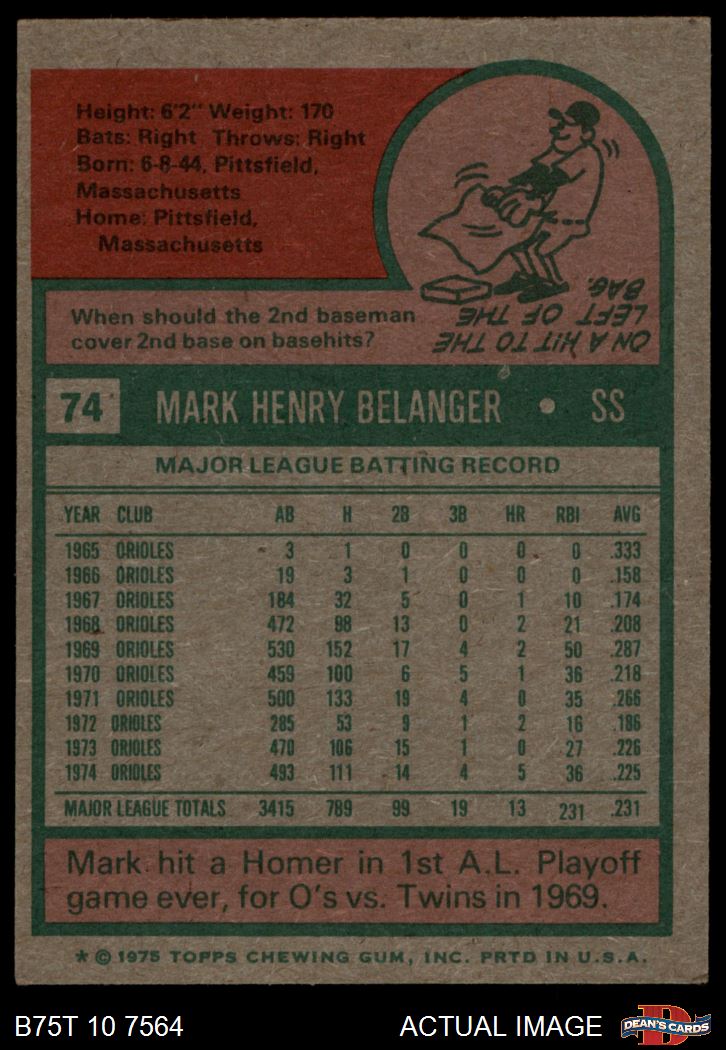 Height: 6'2" Weight: 170
Bats: Right Throws: Right
Born: 6-8-44, Pittsfield,
Massachusetts
Home: Pittsfield,
Massachusetts
When should the 2nd baseman
cover 2nd base on basehits?
ON A HIT TO THE
LEFT OF THE
BAG.
74 MARK HENRY BELANGER • SS
MAJOR LEAGUE BATTING RECORD
YEAR CLUB AB H 2B 3B HR RBI AVG
1965 ORIOLES 3 1 0 0 0 0 .333
1966 ORIOLES 19 3 1 0 0 0 .158
1967 ORIOLES 184 32 5 0 1 10 .174
1968 ORIOLES 472 98 13 0 2 21 .208
1969 ORIOLES 530 152 17 4 2 50 .287
1970 ORIOLES 459 100 6 5 1 36 .218
1971 ORIOLES 500 133 19 4 0 35 .266
1972 ORIOLES 285 53 9 1 2 16 .186
1973 ORIOLES 470 106 15 1 0 27 .226
1974 ORIOLES 493 111 14 4 5 36 .225
MAJOR LEAGUE TOTALS 3415 789 99 19 13 231 .231
Mark hit a Homer in 1st A.L. Playoff
game ever, for O's vs. Twins in 1969.
* © 1975 TOPPS CHEWING GUM, INC. PRTD IN U.S.A.
B75T 10 7564 ACTUAL IMAGE
D
DEAN'S CARDS